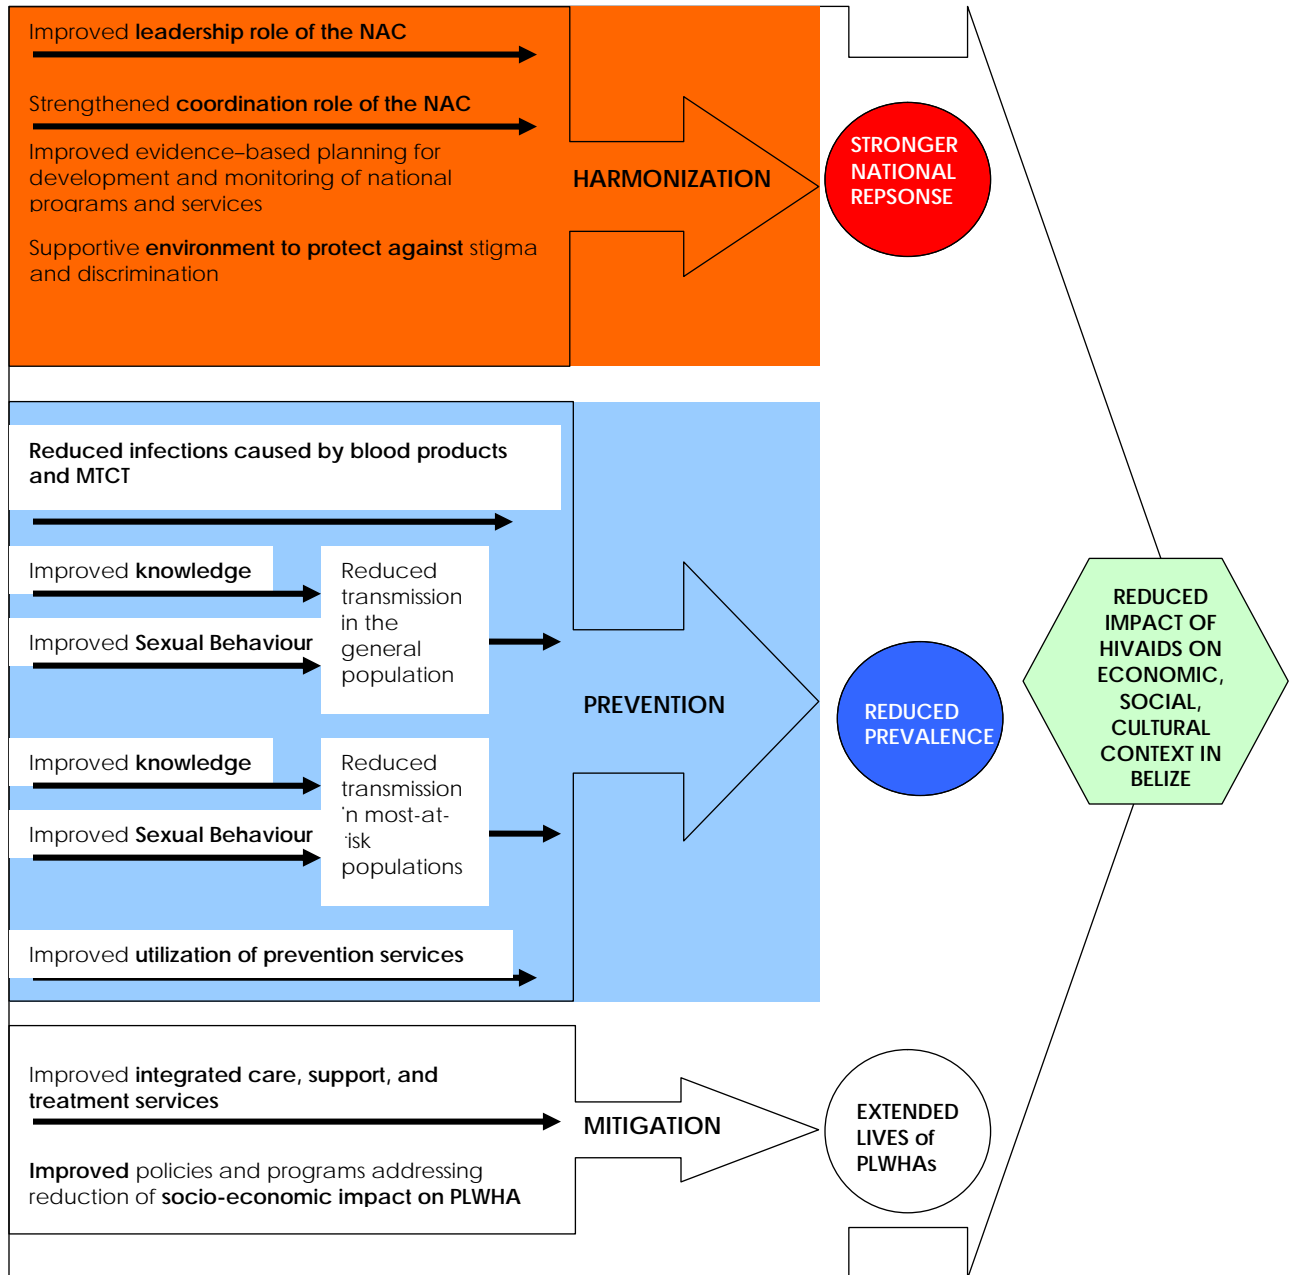 Improved leadership role of the NAC
Strengthened coordination role of the NAC
Improved evidence–based planning for
development and monitoring of national
programs and services
Supportive environment to protect against stigma
and discrimination
HARMONIZATION
STRONGER
NATIONAL
REPSONSE
Reduced infections caused by blood products
and MTCT
Improved knowledge
Improved Sexual Behaviour
Reduced
transmission
in the
general
population
Improved knowledge
Improved Sexual Behaviour
Reduced
transmission
in most-at-
risk
populations
Improved utilization of prevention services
PREVENTION
REDUCED
PREVALENCE
Improved integrated care, support, and
treatment services
Improved policies and programs addressing
reduction of socio-economic impact on PLWHA
MITIGATION
EXTENDED
LIVES of
PLWHAs
REDUCED
IMPACT OF
HIVAIDS ON
ECONOMIC,
SOCIAL,
CULTURAL
CONTEXT IN
BELIZE